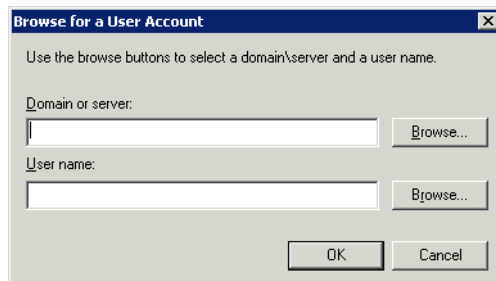 Browse for a User Account
Use the browse buttons to select a domain\server and a user name.
Domain or server:
Browse...
User name:
Browse...
OK
Cancel